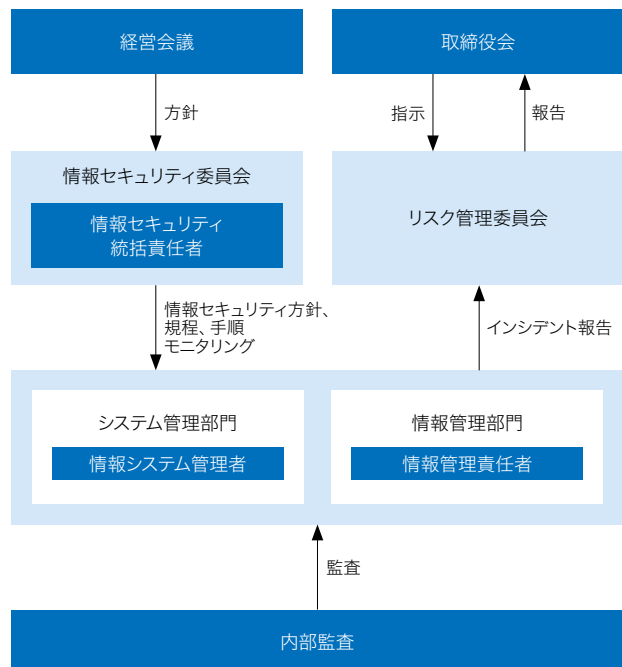 経営会議
取締役会
方針
指示
報告
情報セキュリティ委員会
情報セキュリティ
統括責任者
リスク管理委員会
情報セキュリティ方針、
規程、手順
モニタリング
インシデント報告
システム管理部門
情報システム管理者
情報管理部門
情報管理責任者
監査
内部監査